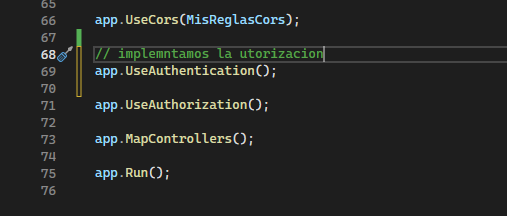 65
66 app.UseCors(MisReglasCors);
67
68 // implemntamos la utorizacion
69 app.UseAuthentication();
70
71 app.UseAuthorization();
72
73 app.MapControllers();
74
75 app.Run();
76